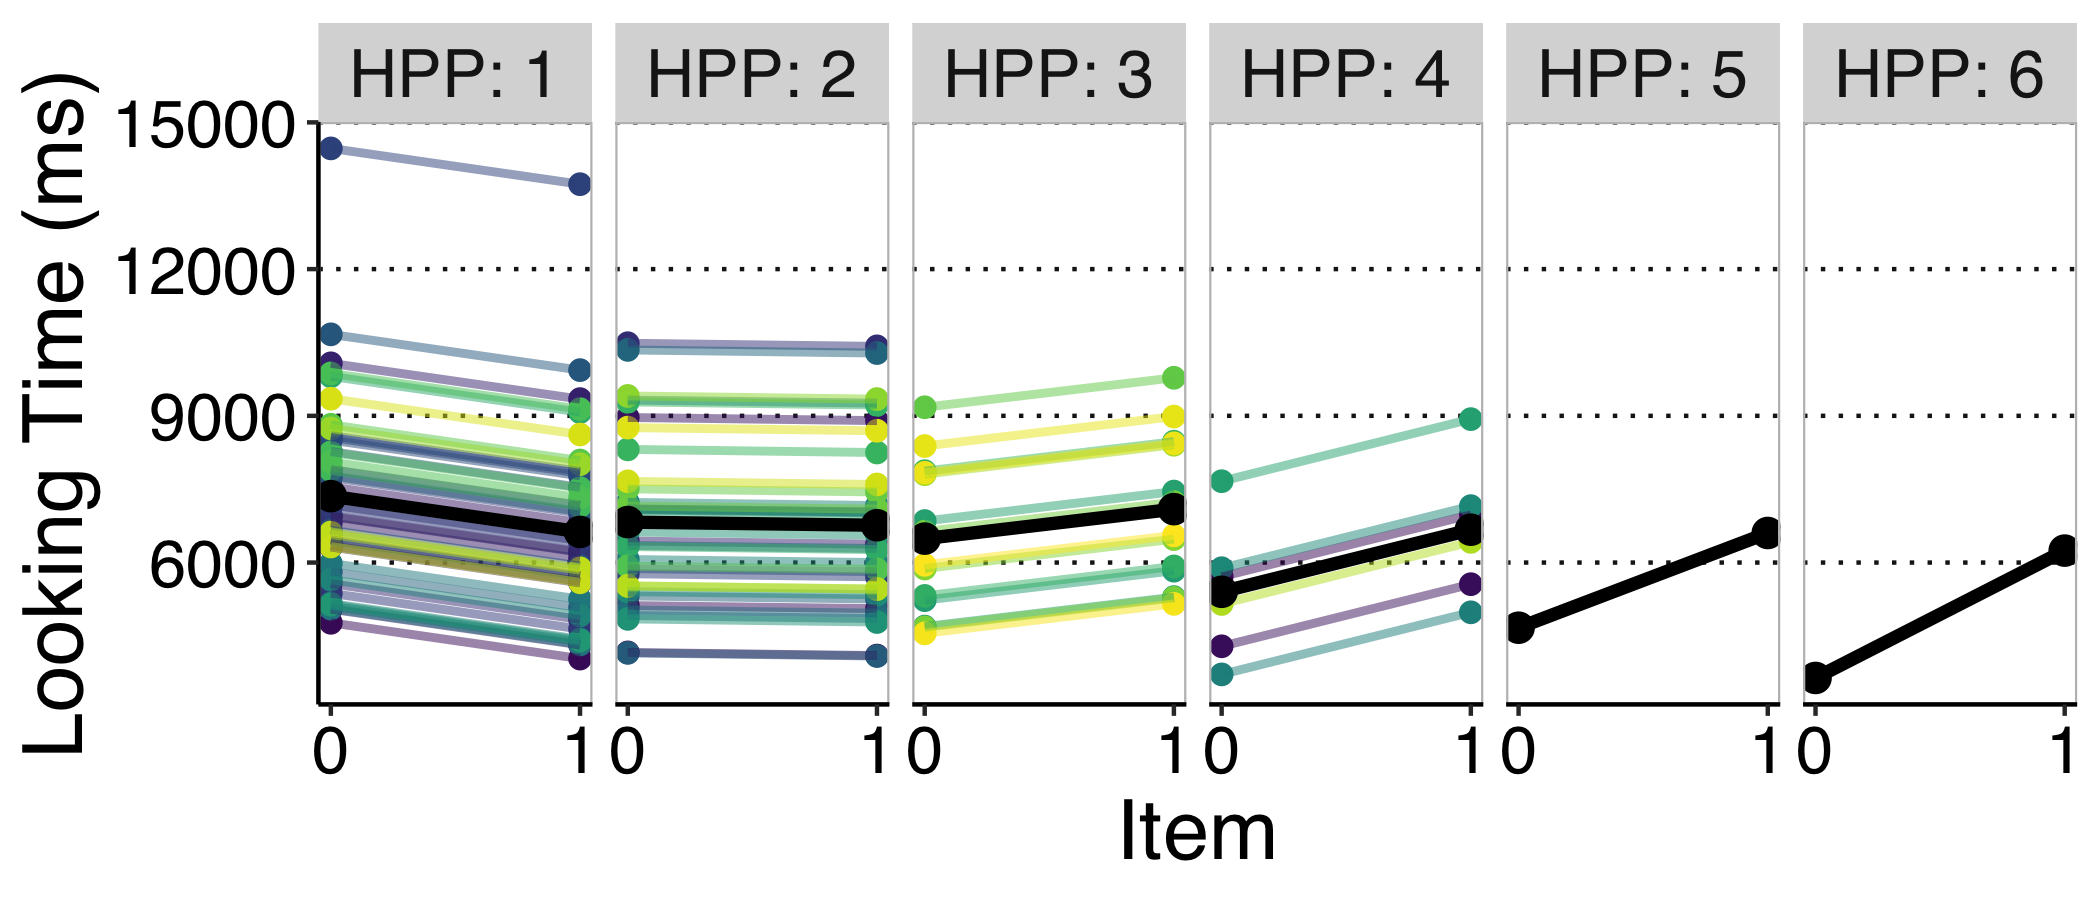 HPP: 1 HPP: 2 HPP: 3 HPP: 4 HPP: 5 HPP: 6
Looking Time (ms)
15000
12000
9000
6000
0 1 0 1 0 1 0 1 0 1 0 1
Item